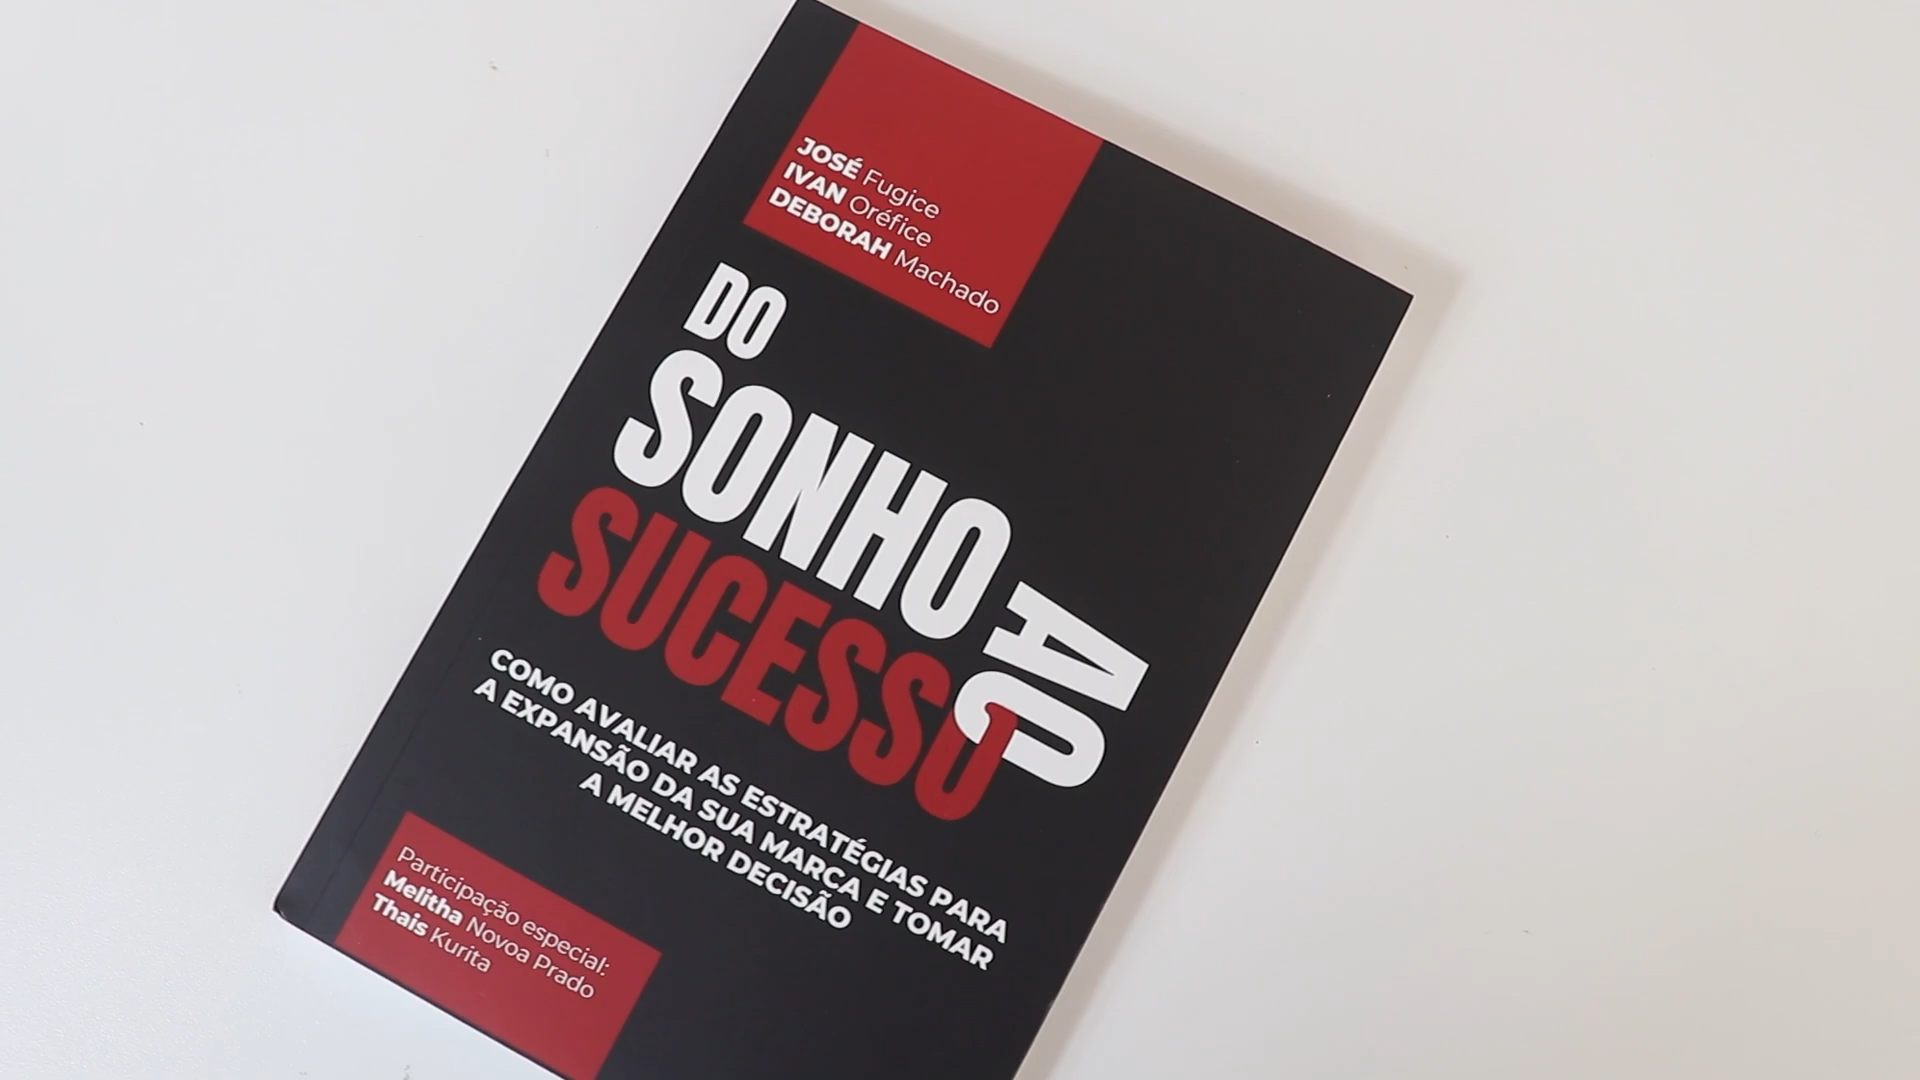 JOSÉ Fugice
IVAN Oréfice
DEBORAH Machado
DO
SONHO
AO
SUCESSO
COMO AVALIAR AS ESTRATÉGIAS PARA
A EXPANSÃO DA SUA MARCA E TOMAR
A MELHOR DECISÃO
Participação especial:
Melitha Novoa Prado
Thais Kurita